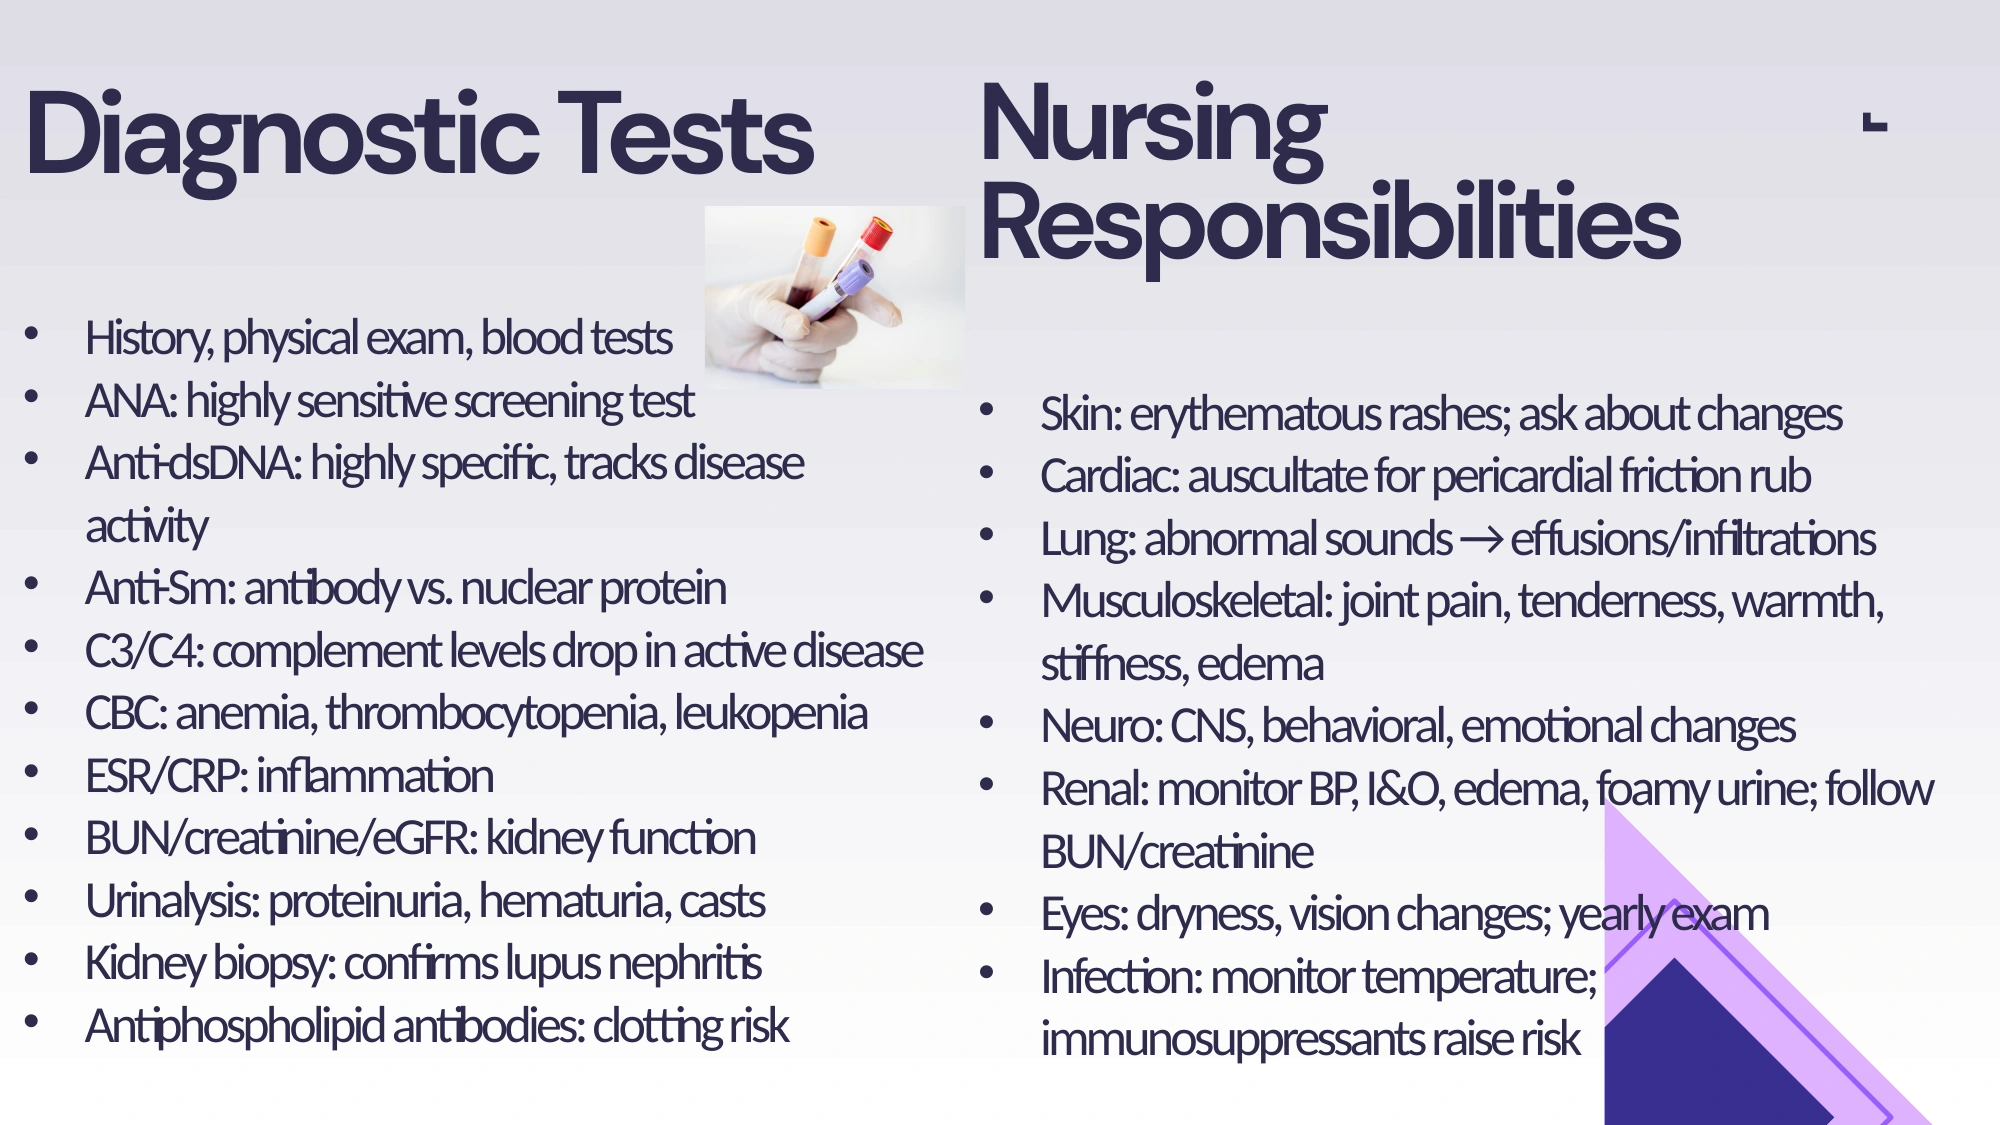 Diagnostic Tests
• History, physical exam, blood tests
• ANA: highly sensitive screening test
• Anti-dsDNA: highly specific, tracks disease
activity
• Anti-Sm: antibody vs. nuclear protein
• C3/C4: complement levels drop in active disease
• CBC: anemia, thrombocytopenia, leukopenia
• ESR/CRP: inflammation
• BUN/creatinine/eGFR: kidney function
• Urinalysis: proteinuria, hematuria, casts
• Kidney biopsy: confirms lupus nephritis
• Antiphospholipid antibodies: clotting risk
Nursing
Responsibilities
• Skin: erythematous rashes; ask about changes
• Cardiac: auscultate for pericardial friction rub
• Lung: abnormal sounds → effusions/infiltrations
• Musculoskeletal: joint pain, tenderness, warmth,
stiffness, edema
• Neuro: CNS, behavioral, emotional changes
• Renal: monitor BP, I&O, edema, foamy urine; follow
BUN/creatinine
• Eyes: dryness, vision changes; yearly exam
• Infection: monitor temperature;
immunosuppressants raise risk